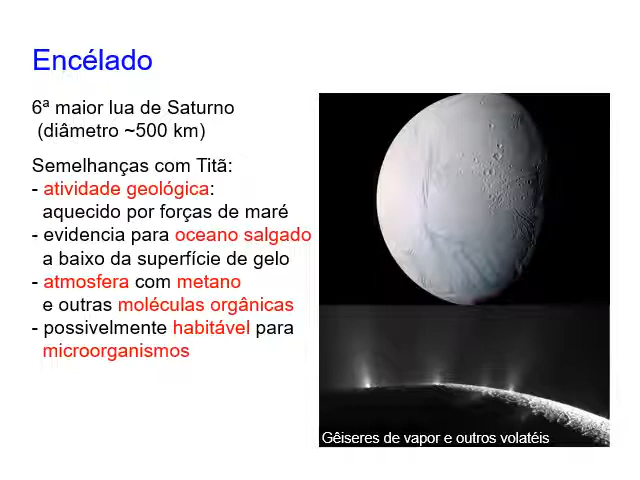 Encélado
6ª maior lua de Saturno
(diâmetro ~500 km)
Semelhanças com Titã:
- atividade geológica:
aquecido por forças de maré
- evidencia para oceano salgado
a baixo da superfície de gelo
- atmosfera com metano
e outras moléculas orgânicas
- possivelmente habitável para
microorganismos
Gêiseres de vapor e outros volatéis